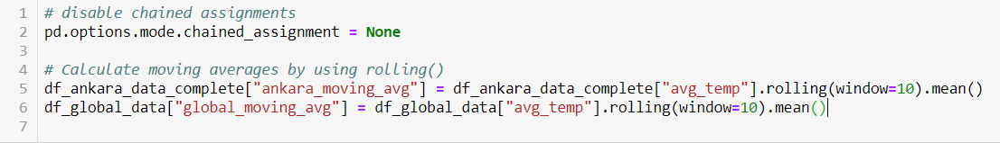 1 # disable chained assignments
2 pd.options.mode.chained_assignment = None
3
4 # Calculate moving averages by using rolling()
5 df_ankara_data_complete["ankara_moving_avg"] = df_ankara_data_complete["avg_temp"].rolling(window=10).mean()
6 df_global_data["global_moving_avg"] = df_global_data["avg_temp"].rolling(window=10).mean()
7